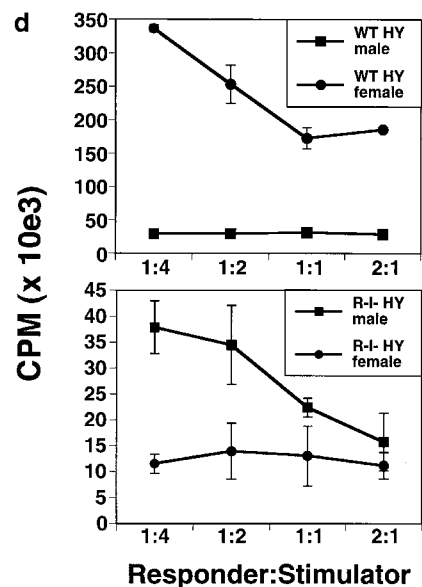 d
350
300
250
200
150
100
50
0
WT HY
male
WT HY
female
1:4 1:2 1:1 2:1
45
40
35
30
25
20
15
10
5
0
R-I- HY
male
R-I- HY
female
1:4 1:2 1:1 2:1
CPM (x 10e3)
Responder:Stimulator